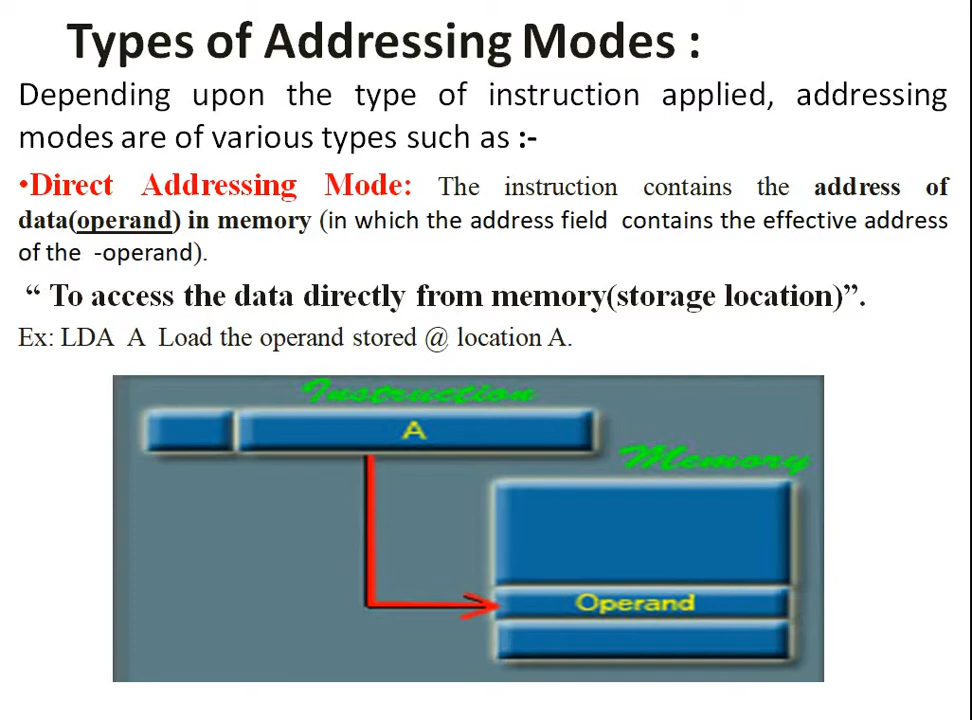 Types of Addressing Modes :
Depending upon the type of instruction applied, addressing
modes are of various types such as :-
•Direct Addressing Mode: The instruction contains the address of
data(operand) in memory (in which the address field contains the effective address
of the -operand).
“ To access the data directly from memory(storage location)”.
Ex: LDA A Load the operand stored @ location A.
Instruction
A
Memory
Operand